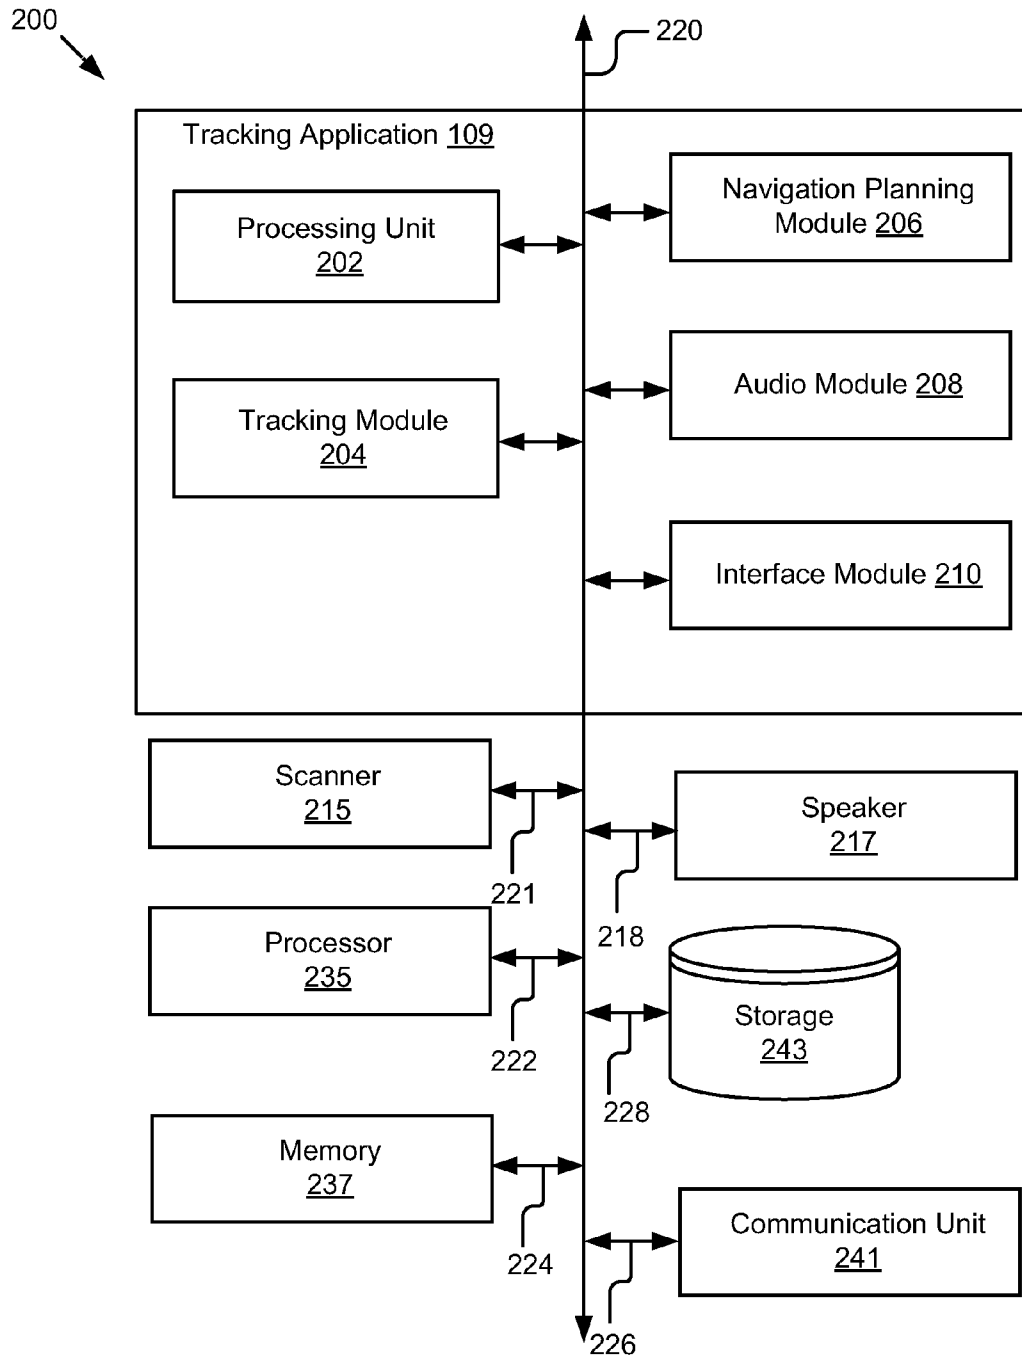 200
220
Tracking Application 109
Navigation Planning
Module 206
Processing Unit
202
Audio Module 208
Tracking Module
204
Interface Module 210
Scanner
215
Speaker
217
221
218
Processor
235
Storage
243
222
228
Memory
237
Communication Unit
241
224
226